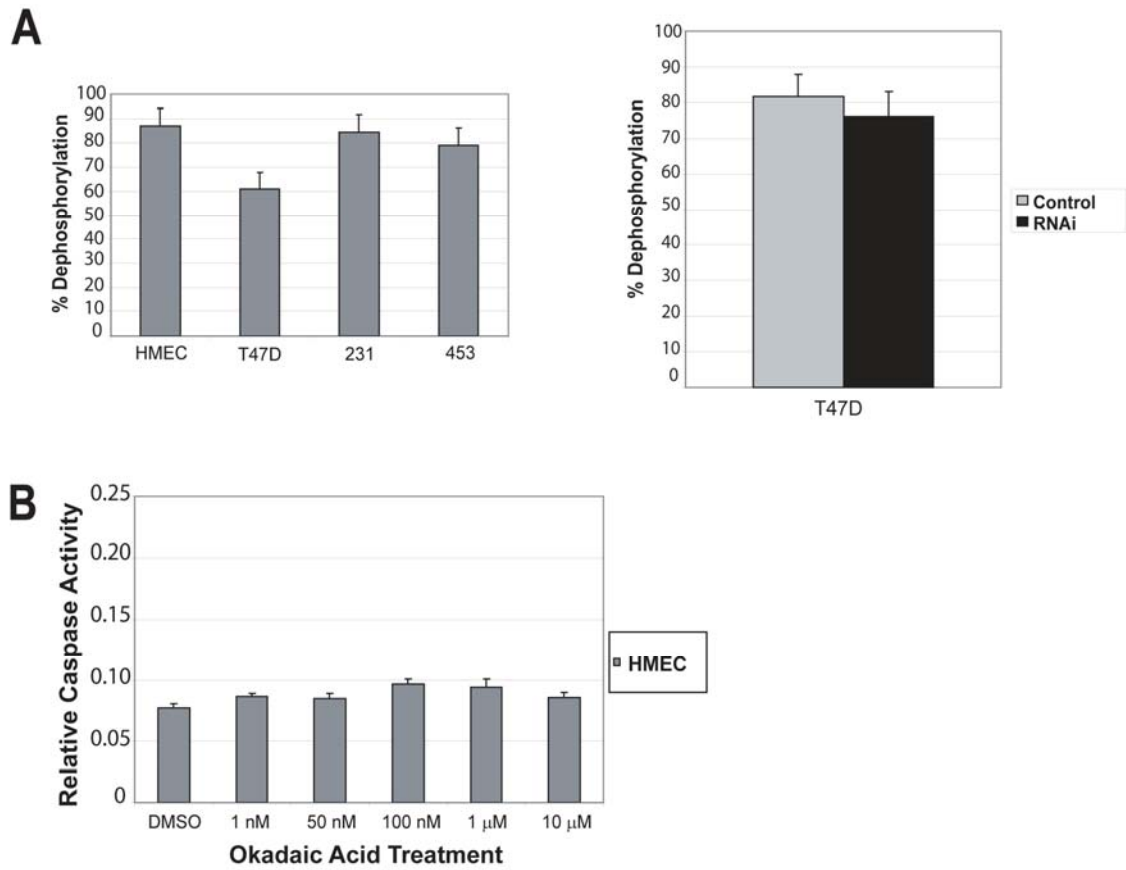 A
% Dephosphorylation
100
90
80
70
60
50
40
30
20
10
0
HMEC T47D 231 453
% Dephosphorylation
100
90
80
70
60
50
40
30
20
10
0
T47D
Control
RNAi
B
Relative Caspase Activity
0.25
0.20
0.15
0.10
0.05
0
DMSO 1 nM 50 nM 100 nM 1 μM 10 μM
Okadaic Acid Treatment
HMEC